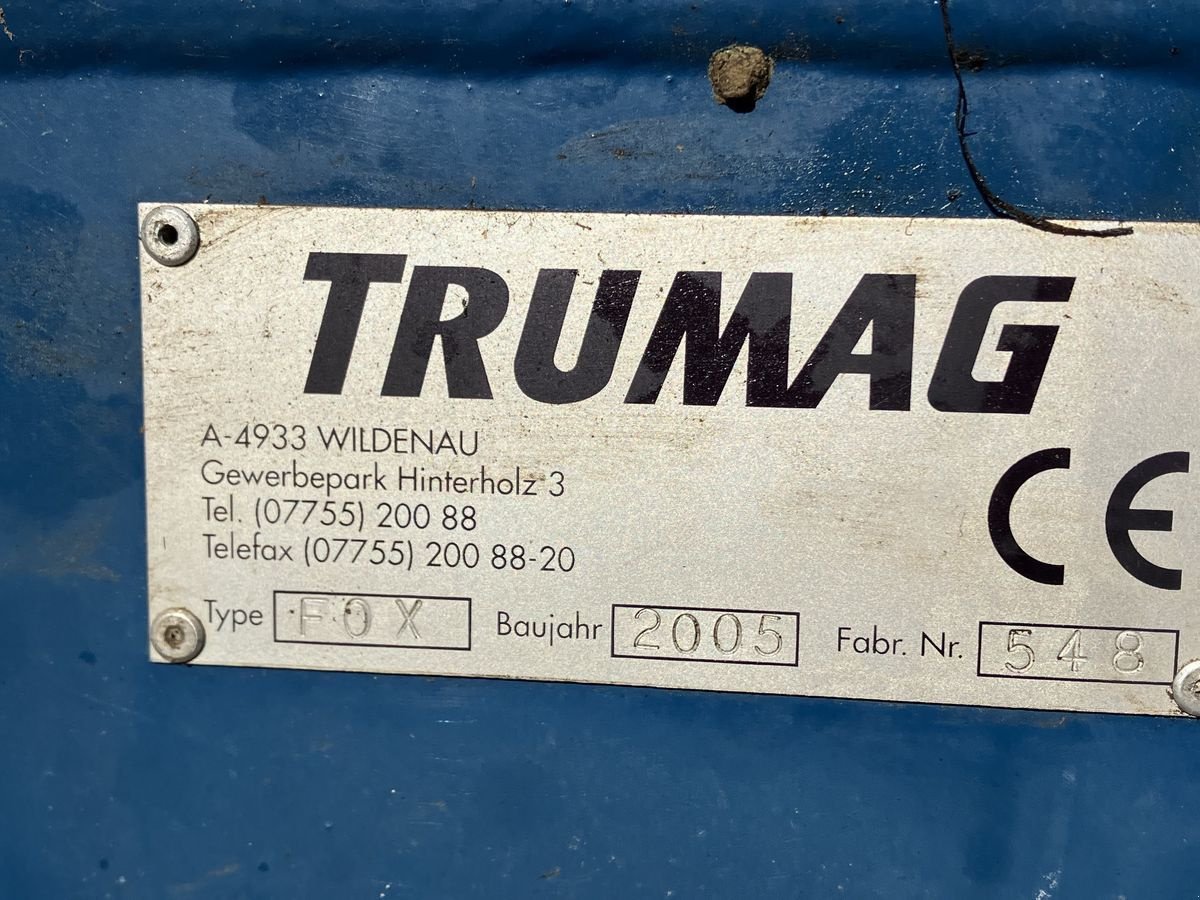 TRUMAG
A-4933 WILDENAU
Gewerbepark Hinterholz 3
Tel. (07755) 200 88
Telefax (07755) 200 88-20
CE
Type FOX Baujahr 2005 Fabr. Nr. 548